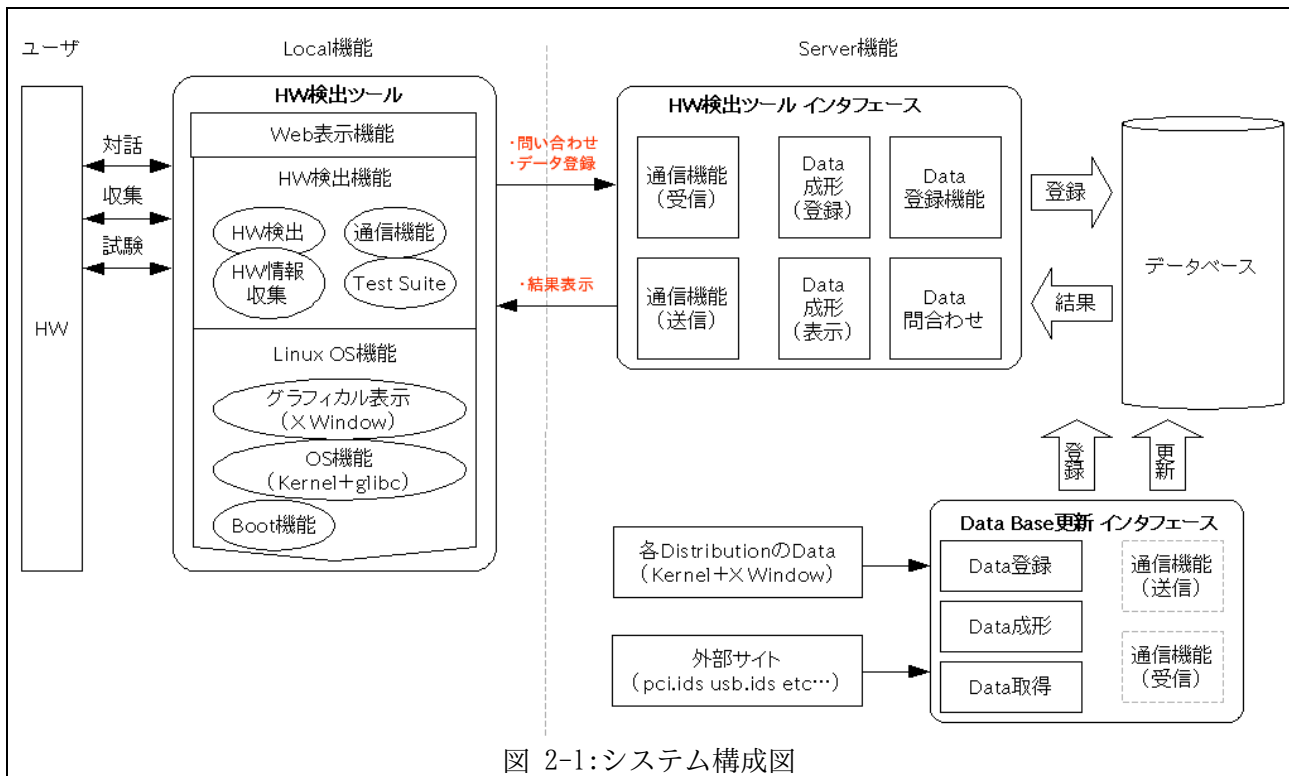 ユーザ
Local機能
Server機能
HW
対話
収集
試験
HW検出ツール
Web表示機能
HW検出機能
HW検出
通信機能
HW情報
収集
Test Suite
Linux OS機能
グラフィカル表示
(X Window)
OS機能
(Kernel+glibc)
Boot機能
・問い合わせ
・データ登録
・結果表示
HW検出ツール インタフェース
通信機能
(受信)
Data
成形
(登録)
Data
登録機能
通信機能
(送信)
Data
成形
(表示)
Data
問合わせ
登録
結果
データベース
登録
更新
各DistributionのData
(Kernel+X Window)
外部サイト
(pci.ids usb.ids etc…)
Data Base更新 インタフェース
Data登録
Data成形
Data取得
通信機能
(送信)
通信機能
(受信)
図 2-1:システム構成図